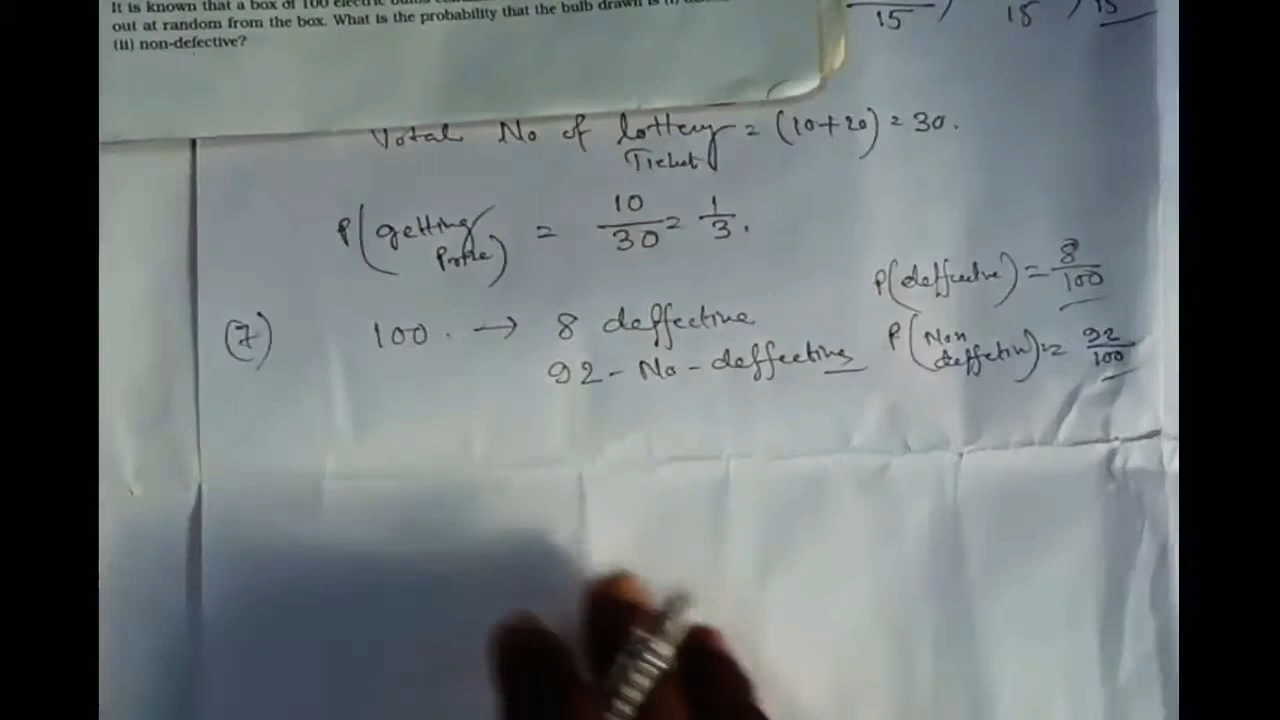 It is known that a box of 100 electric bulbs
out at random from the box. What is the probability that the bulb drawn is (i)
(ii) non-defective?
15 , 15 , 15
Total No of lottery = (10+20) = 30.
Ticket
P(getting Prize) = 10/30 = 1/3.
P(deffective) = 8/100
(7) 100. → 8 deffective
92 - No - deffective P(Non deffective) = 92/100